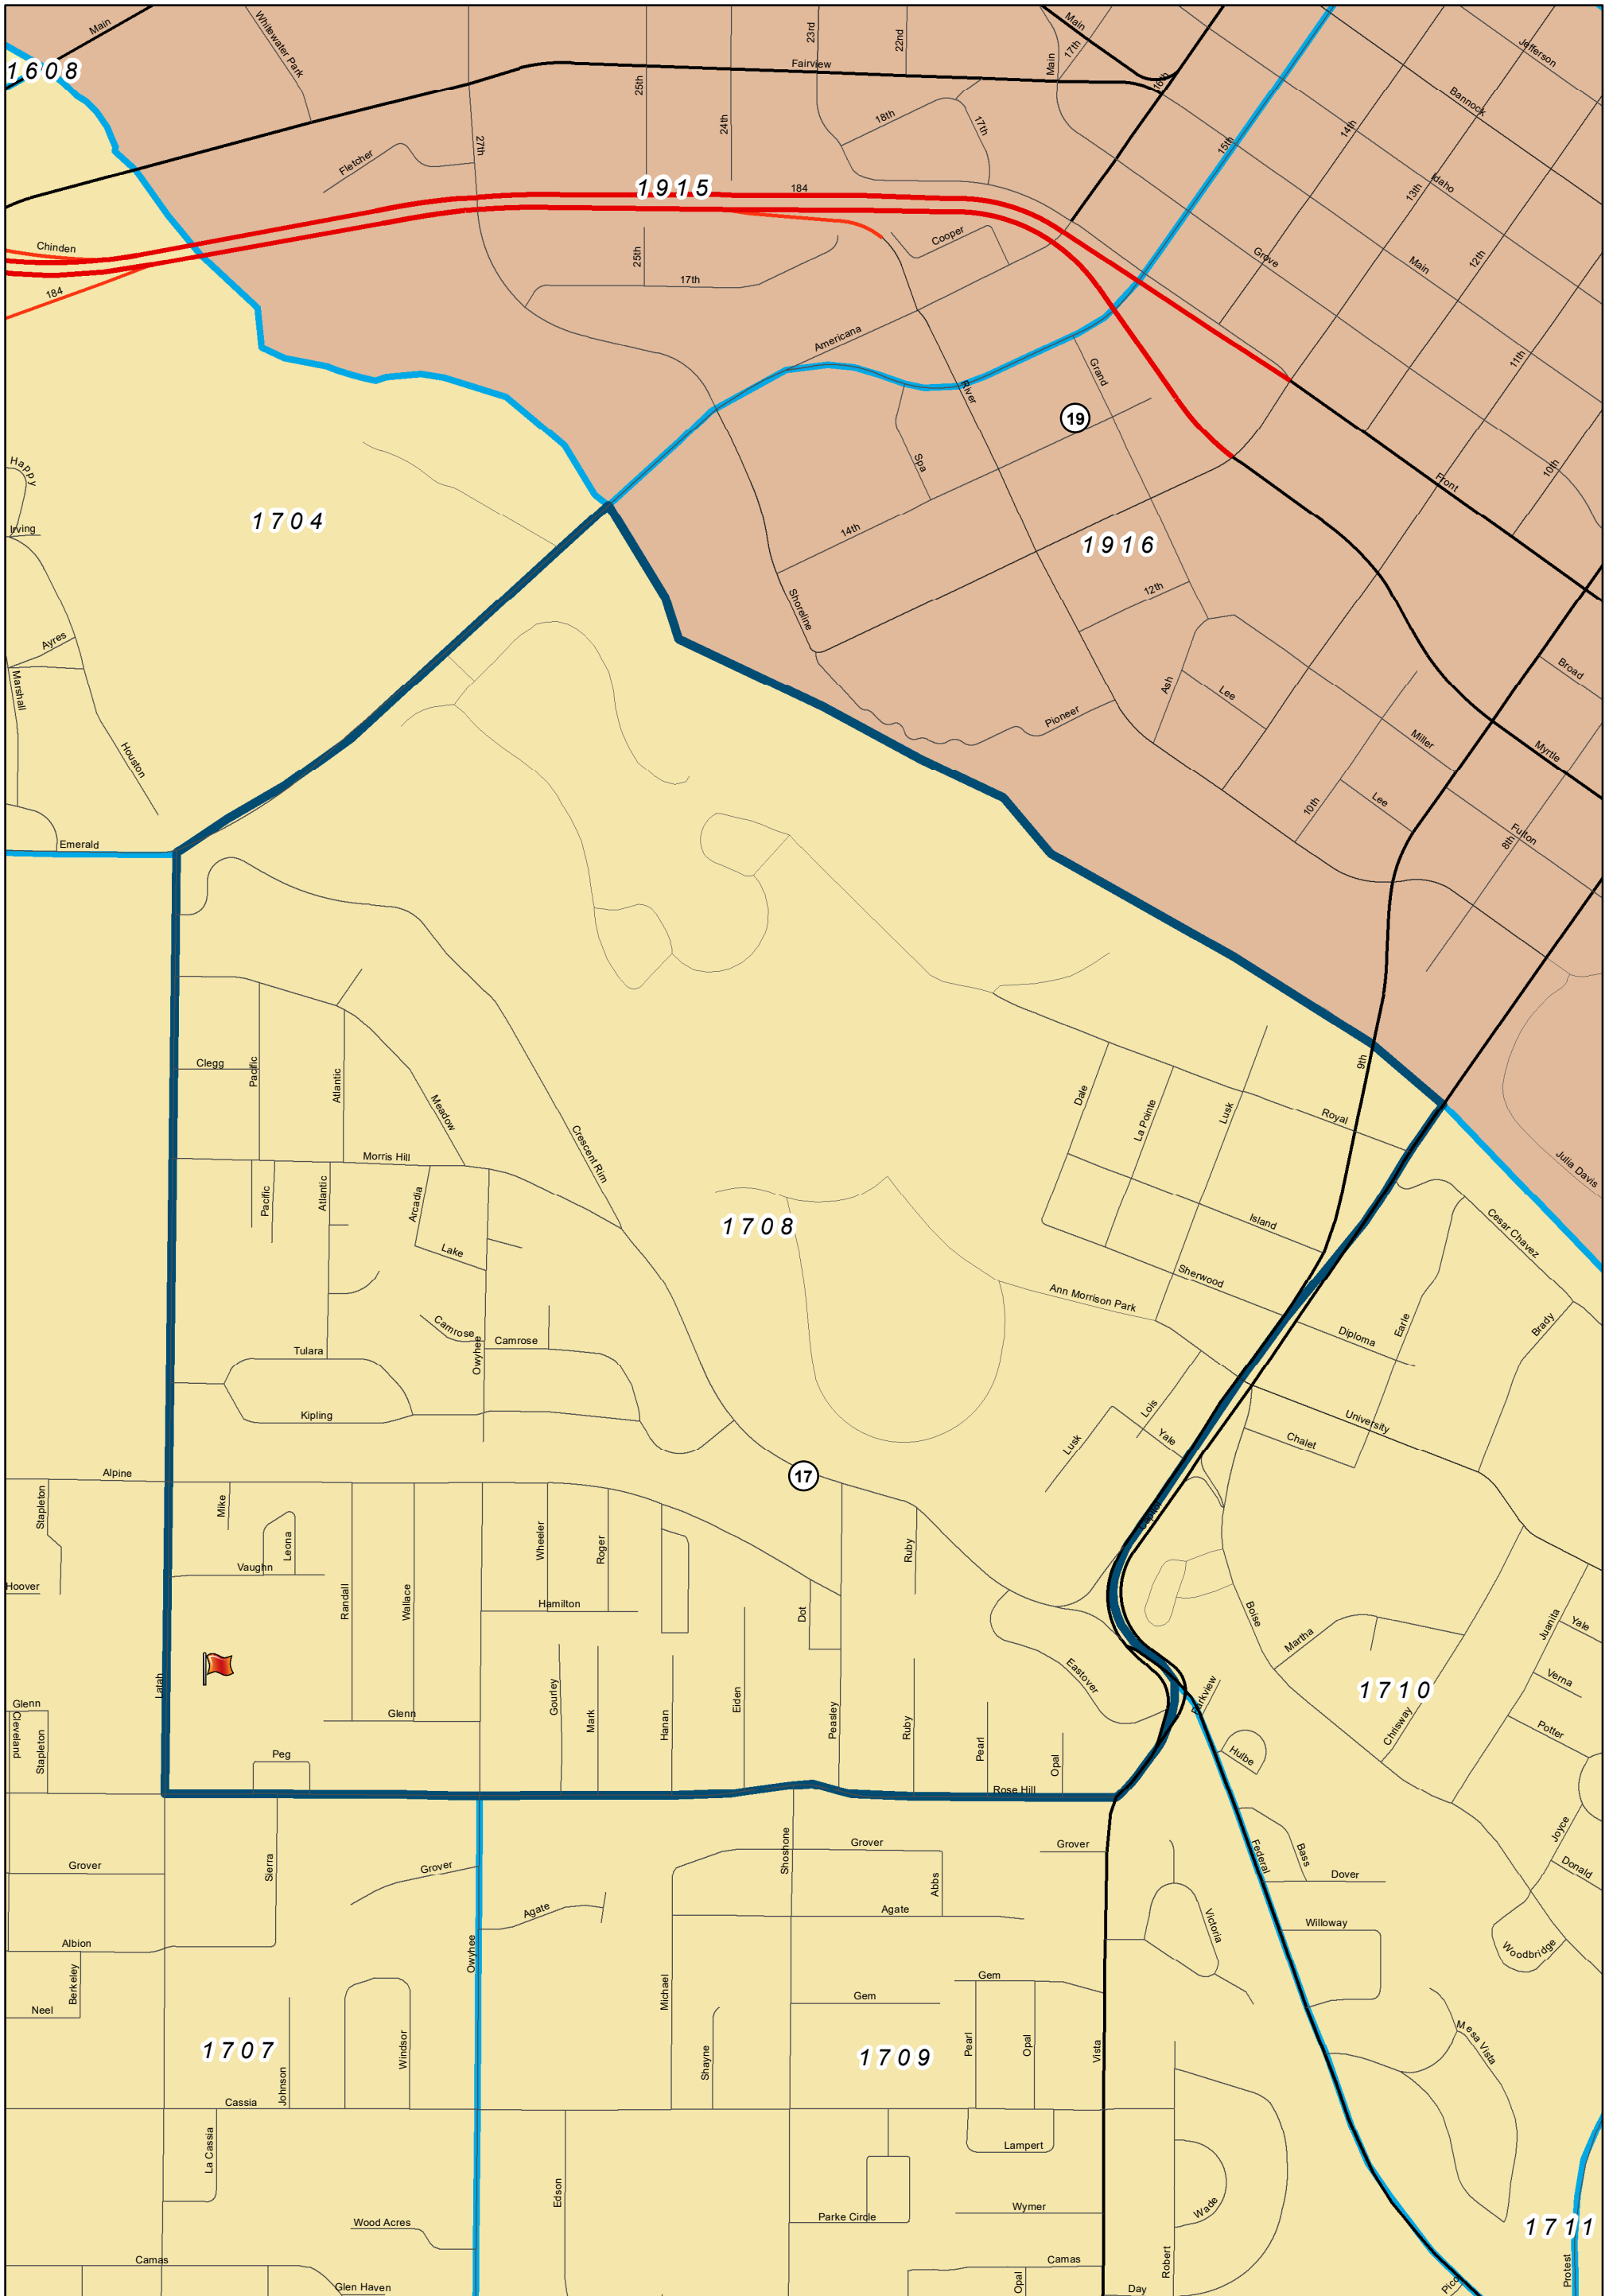 Main
Whitewater Park
23rd
22nd
Main
17th
Main
Jefferson
1608
25th
Fairview
16th
Bannock
24th
18th
17th
14th
27th
15th
Fletcher
Idaho
1915
184
13th
Chinden
25th
Cooper
Grove
Main
12th
184
17th
Americana
Grand
11th
River
19
Happy
Spa
10th
Front
1704
Irving
14th
1916
Shoreline
12th
Ayres
Marshall
Ash
Lee
Broad
Pioneer
Houston
Miller
Myrtle
10th
Lee
Fulton
8th
Emerald
Clegg
Pacific
Atlantic
Meadow
9th
Dale
La Pointe
Lusk
Royal
Crescent Rim
Morris Hill
Julia Davis
Pacific
Atlantic
Arcadia
1708
Island
Cesar Chavez
Lake
Sherwood
Ann Morrison Park
Camrose
Camrose
Owyhee
Diploma
Earle
Brady
Tulara
Kipling
Lois
University
Lusk
Yale
Chalet
Alpine
17
Stapleton
Mike
Capitol
Leona
Wheeler
Roger
Ruby
Vaughn
Hoover
Randall
Wallace
Hamilton
Dot
Boise
Martha
Juanita
Yale
Latah
Eastover
Verna
Glenn
Cleveland
Stapleton
Gourley
Mark
Hanan
Elden
Peasley
Ruby
Parkview
1710
Chrisway
Glenn
Pearl
Potter
Peg
Opal
Hulbe
Rose Hill
Grover
Sierra
Grover
Shoshone
Grover
Abbs
Grover
Federal
Bass
Joyce
Donald
Dover
Agate
Agate
Victoria
Willoway
Albion
Owyhee
Woodbridge
Berkeley
Neel
Michael
Gem
Gem
1707
Johnson
Windsor
Shayne
1709
Pearl
Opal
Vista
Mesa Vista
Cassia
La Cassia
Lampert
Edson
Wade
Wymer
Wood Acres
Parke Circle
1711
Camas
Camas
Robert
Protest
Glen Haven
Opal
Day
Pico